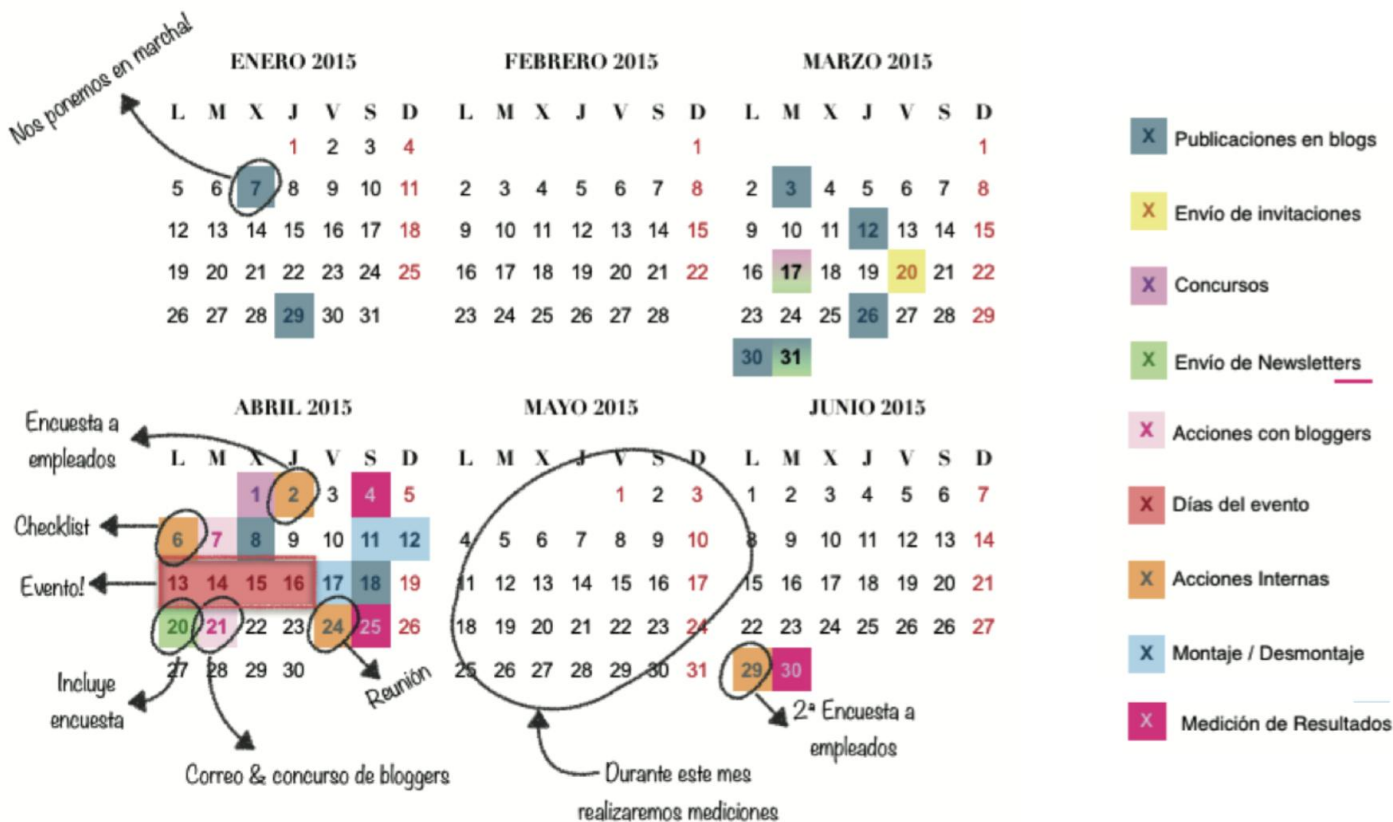 Nos ponemos en marcha!
ENERO 2015
L M X J V S D
1 2 3 4
5 6 7 8 9 10 11
12 13 14 15 16 17 18
19 20 21 22 23 24 25
26 27 28 29 30 31
FEBRERO 2015
L M X J V S D
1
2 3 4 5 6 7 8
9 10 11 12 13 14 15
16 17 18 19 20 21 22
23 24 25 26 27 28
MARZO 2015
L M X J V S D
1
2 3 4 5 6 7 8
9 10 11 12 13 14 15
16 17 18 19 20 21 22
23 24 25 26 27 28 29
30 31
Encuesta a
empleados
Checklist
Evento!
Incluye
encuesta
ABRIL 2015
L M X J V S D
1 2 3 4 5
6 7 8 9 10 11 12
13 14 15 16 17 18 19
20 21 22 23 24 25 26
27 28 29 30
Reunión
Correo & concurso de bloggers
MAYO 2015
L M X J V S D
1 2 3
4 5 6 7 8 9 10
11 12 13 14 15 16 17
18 19 20 21 22 23 24
25 26 27 28 29 30 31
Durante este mes
realizaremos mediciones
JUNIO 2015
L M X J V S D
1 2 3 4 5 6 7
8 9 10 11 12 13 14
15 16 17 18 19 20 21
22 23 24 25 26 26 27
29 30
2ª Encuesta a
empleados
X Publicaciones en blogs
X Envío de invitaciones
X Concursos
X Envío de Newsletters
X Acciones con bloggers
X Días del evento
X Acciones Internas
X Montaje / Desmontaje
X Medición de Resultados